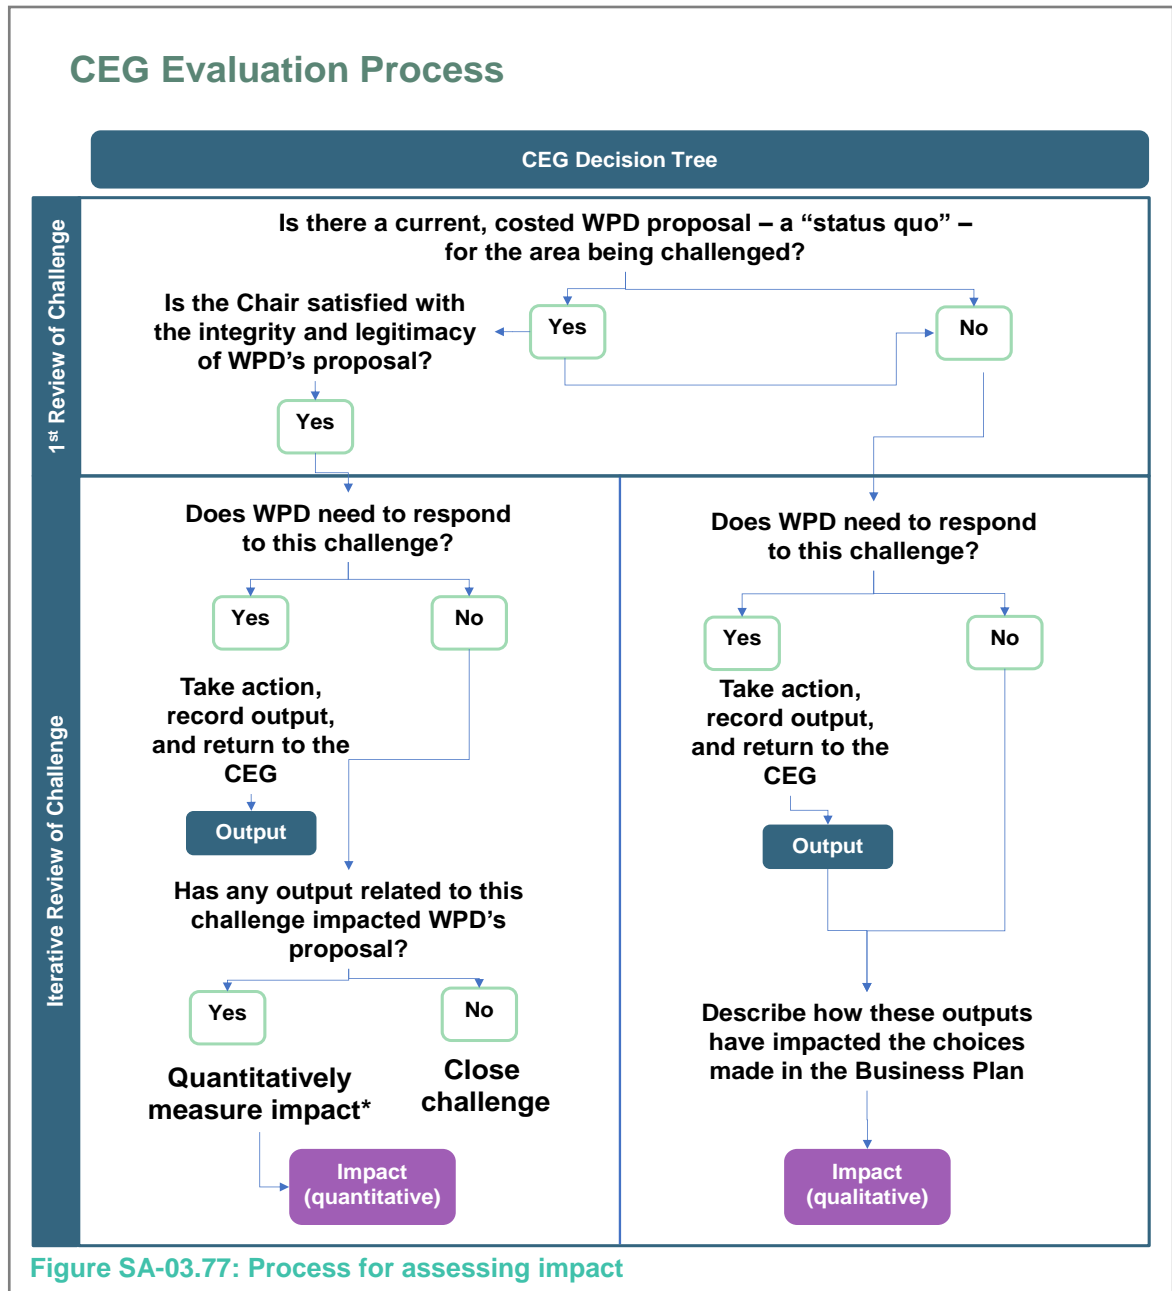 CEG Evaluation Process
CEG Decision Tree
1st Review of Challenge
Is there a current, costed WPD proposal – a “status quo” –
for the area being challenged?
Is the Chair satisfied with
the integrity and legitimacy
of WPD’s proposal?
Yes
No
Yes
Iterative Review of Challenge
Does WPD need to respond
to this challenge?
Yes
No
Take action,
record output,
and return to the
CEG
Output
Has any output related to this
challenge impacted WPD’s
proposal?
Yes
No
Quantitatively
measure impact*
Close
challenge
Impact
(quantitative)
Does WPD need to respond
to this challenge?
Yes
No
Take action,
record output,
and return to the
CEG
Output
Describe how these outputs
have impacted the choices
made in the Business Plan
Impact
(qualitative)
Figure SA-03.77: Process for assessing impact